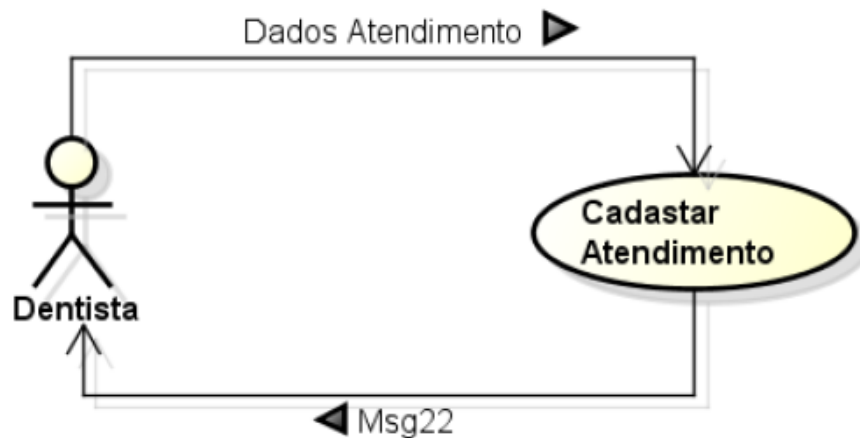 Dados Atendimento
Cadastar
Atendimento
Dentista
Msg22